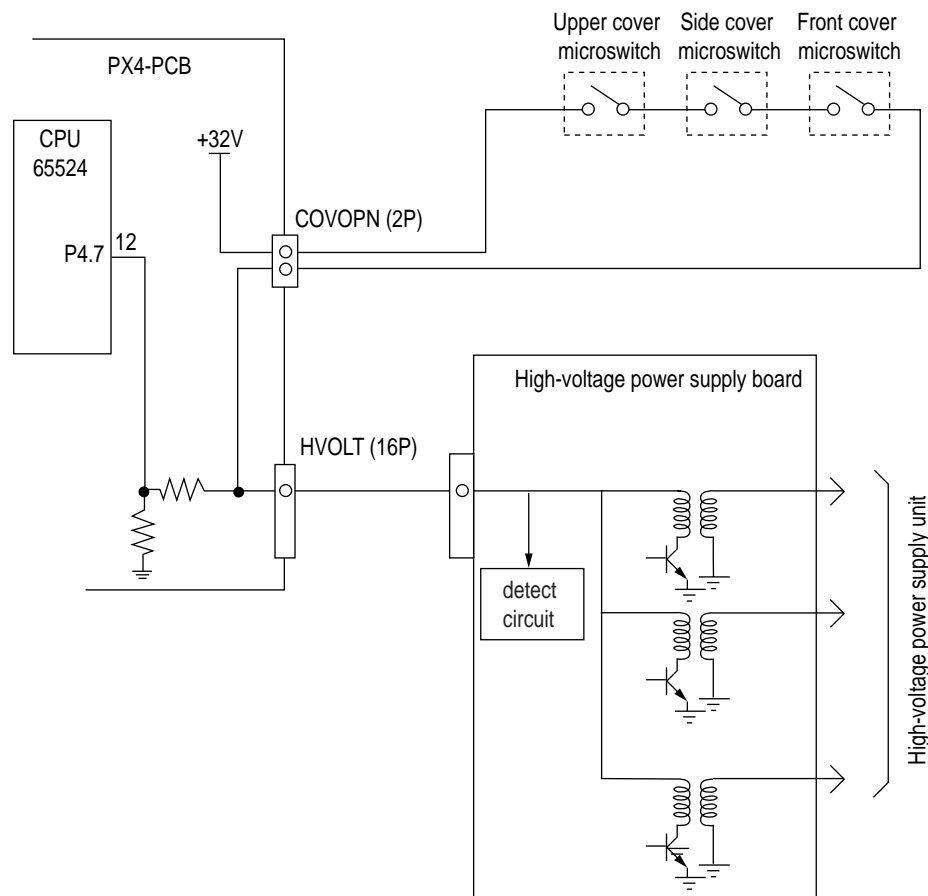 Upper cover
microswitch
Side cover
microswitch
Front cover
microswitch
PX4-PCB
CPU
65524
+32V
COVOPN (2P)
P4.7
12
High-voltage power supply board
HVOLT (16P)
detect
circuit
High-voltage power supply unit